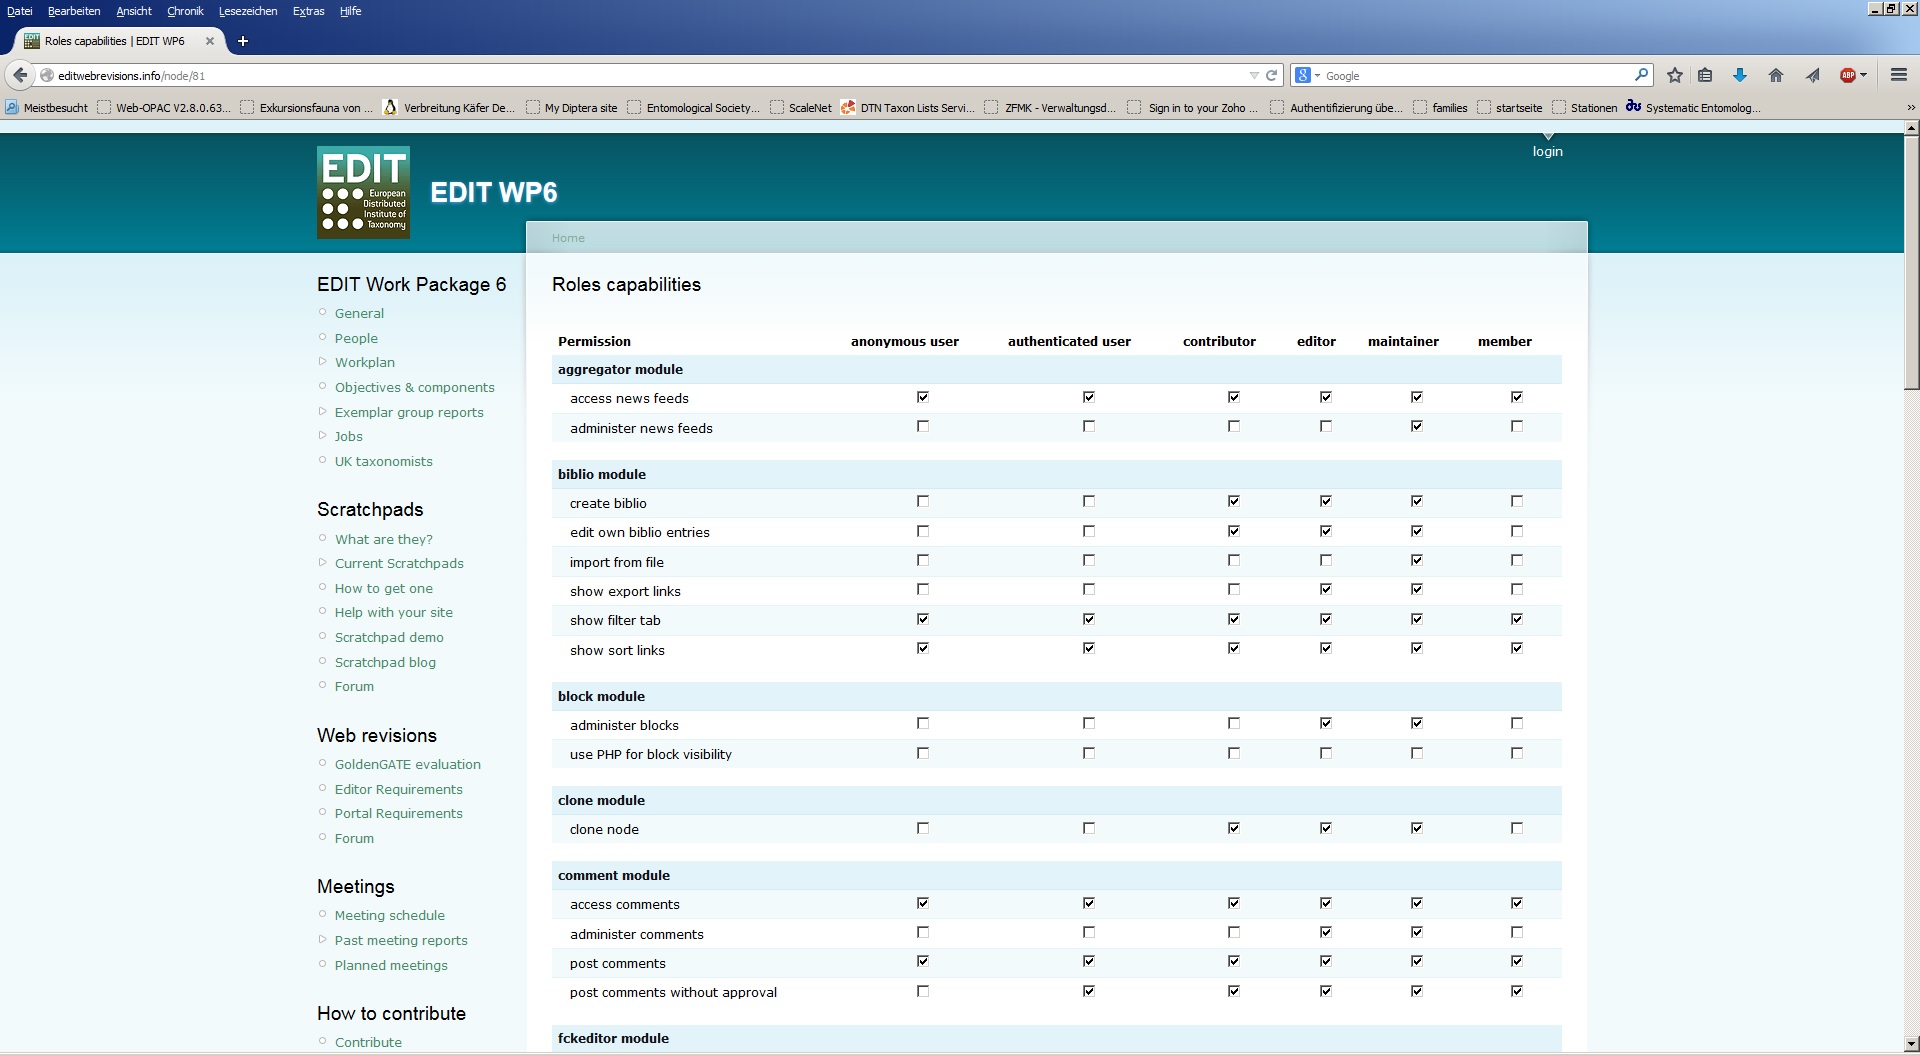 Datei Bearbeiten Ansicht Chronik Lesezeichen Extras Hilfe
Roles capabilities | EDIT WP6
editwebrevisions.info/node/81
Google
ABP
Meistbesucht Web-OPAC V2.8.0.63... Exkursionsfauna von ... Verbreitung Käfer De... My Diptera site Entomological Society... ScaleNet DTN Taxon Lists Servi... ZFMK - Verwaltungsd... Sign in to your Zoho ... Authentifizierung übe... families startseite Stationen Systematic Entomolog...
login
EDIT
European
Distributed
Institute of
Taxonomy
EDIT WP6
Home
EDIT Work Package 6
General
People
Workplan
Objectives & components
Exemplar group reports
Jobs
UK taxonomists
Scratchpads
What are they?
Current Scratchpads
How to get one
Help with your site
Scratchpad demo
Scratchpad blog
Forum
Web revisions
GoldenGATE evaluation
Editor Requirements
Portal Requirements
Forum
Meetings
Meeting schedule
Past meeting reports
Planned meetings
How to contribute
Contribute
Roles capabilities
Permission anonymous user authenticated user contributor editor maintainer member
aggregator module
access news feeds
administer news feeds
biblio module
create biblio
edit own biblio entries
import from file
show export links
show filter tab
show sort links
block module
administer blocks
use PHP for block visibility
clone module
clone node
comment module
access comments
administer comments
post comments
post comments without approval
fckeditor module